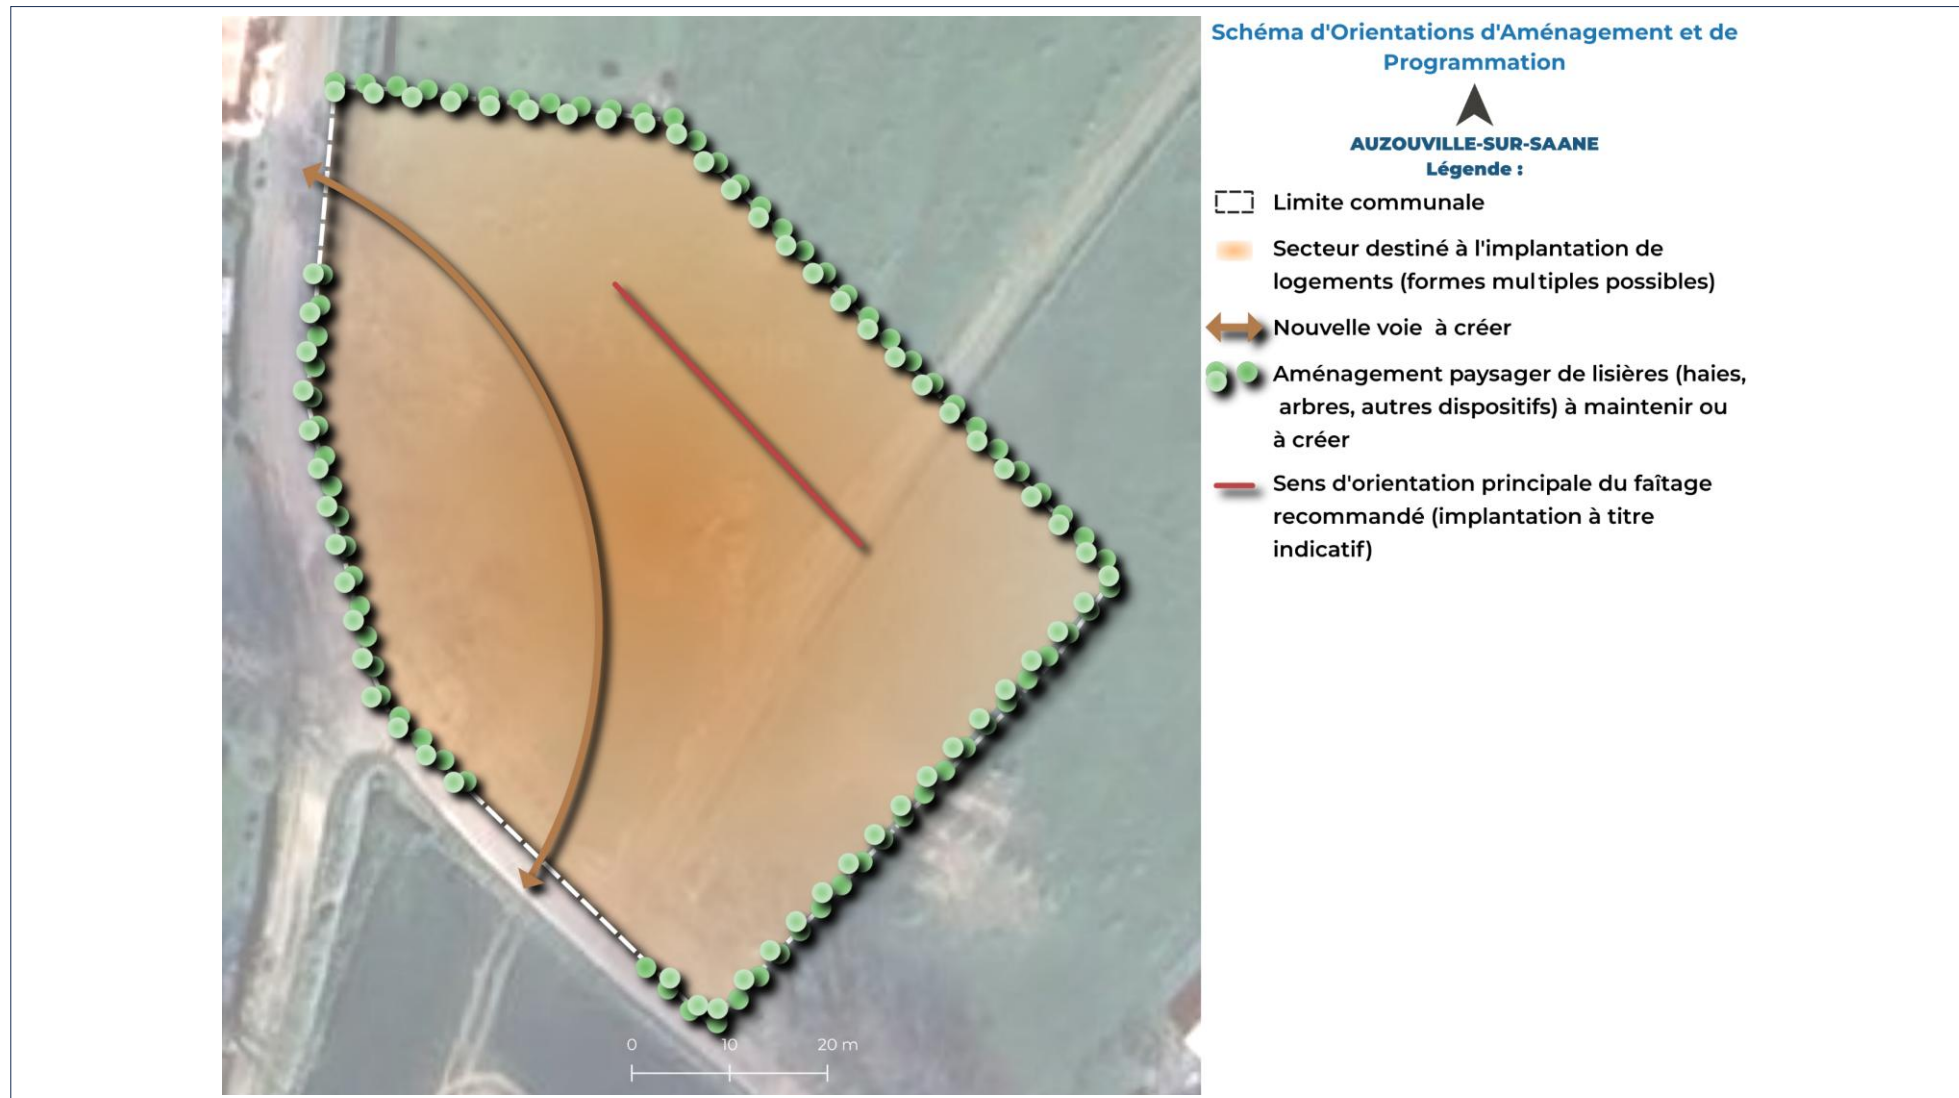 Schéma d'Orientations d'Aménagement et de
Programmation
AUZOUVILLE-SUR-SAANE
Légende :
Limite communale
Secteur destiné à l'implantation de
logements (formes multiples possibles)
Nouvelle voie à créer
Aménagement paysager de lisières (haies,
arbres, autres dispositifs) à maintenir ou
à créer
Sens d'orientation principale du faîtage
recommandé (implantation à titre
indicatif)
0 10 20 m